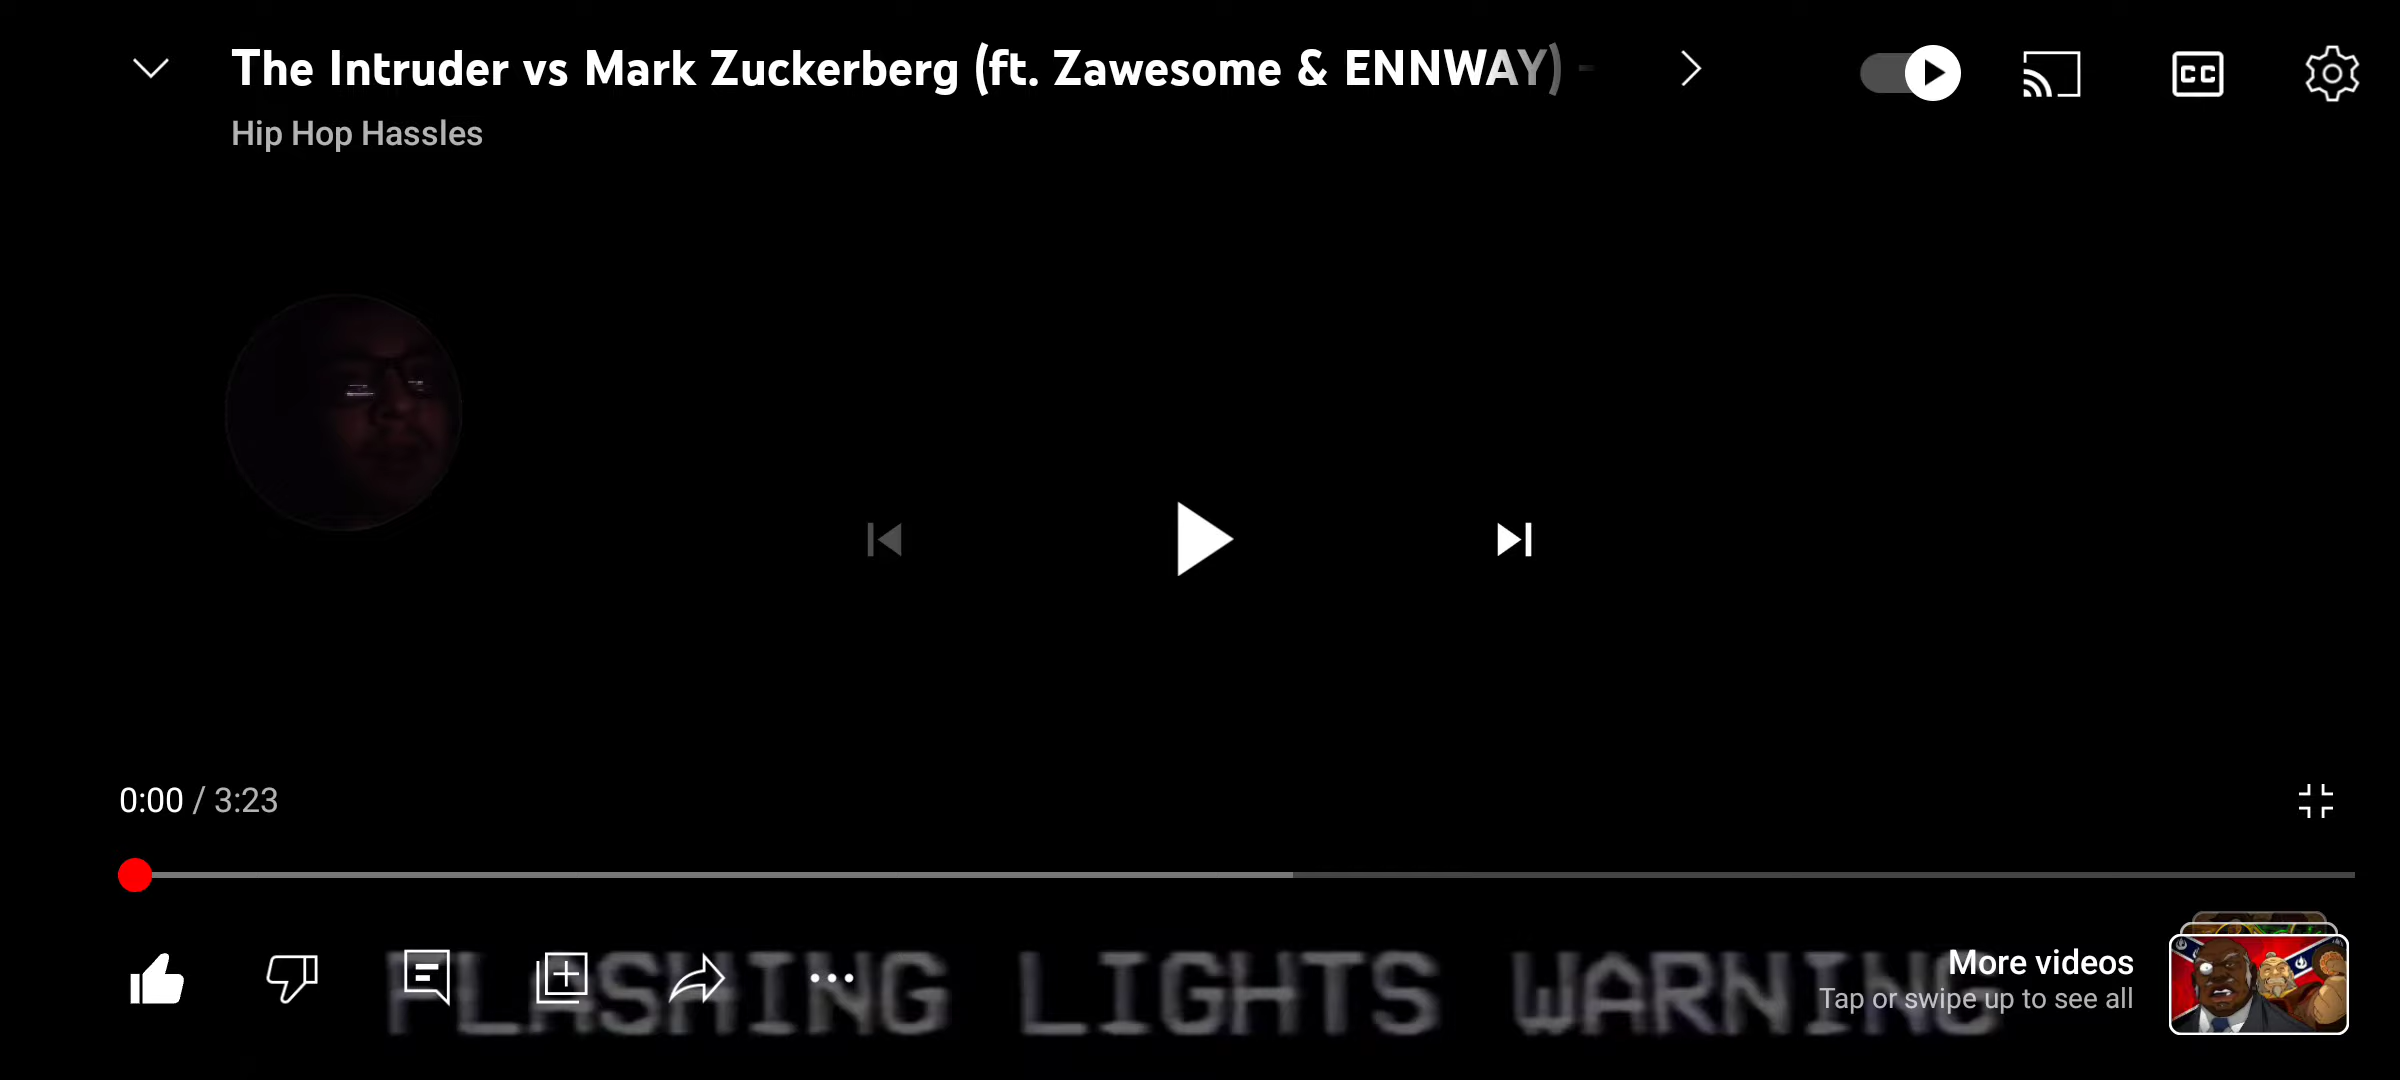 The Intruder vs Mark Zuckerberg (ft. Zawesome & ENNWAY) -
Hip Hop Hassles
CC
0:00 / 3:23
FLASHING LIGHTS WARNING
More videos
Tap or swipe up to see all